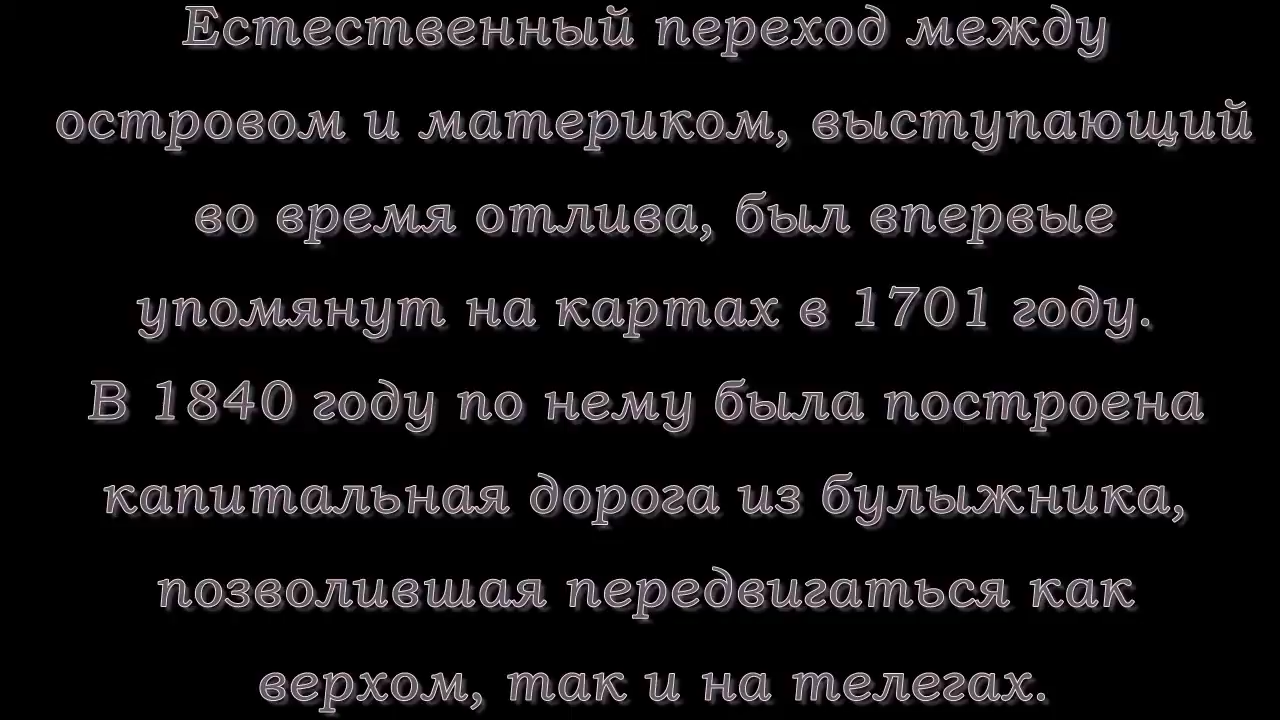 Естественный переход между
островом и материком, выступающий
во время отлива, был впервые
упомянут на картах в 1701 году.
В 1840 году по нему была построена
капитальная дорога из булыжника,
позволившая передвигаться как
верхом, так и на телегах.